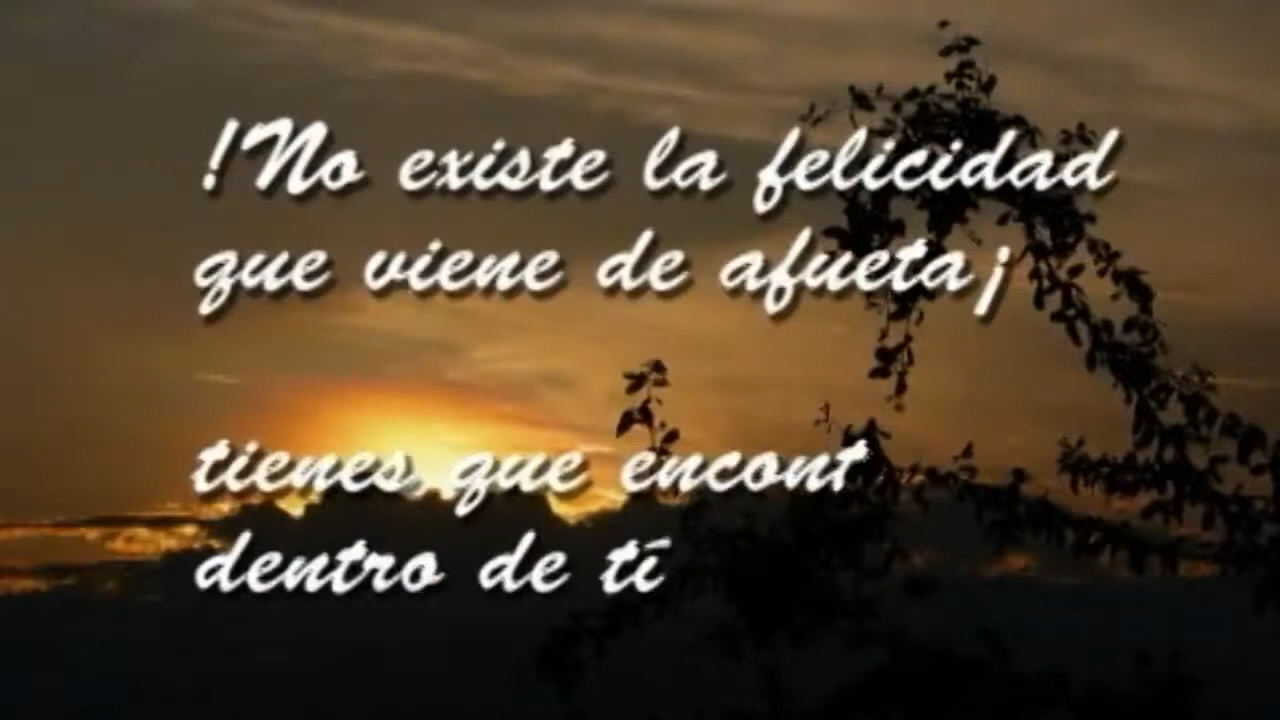 !No existe la felicidad
que viene de afueta¡
tienes que encont
dentro de tí